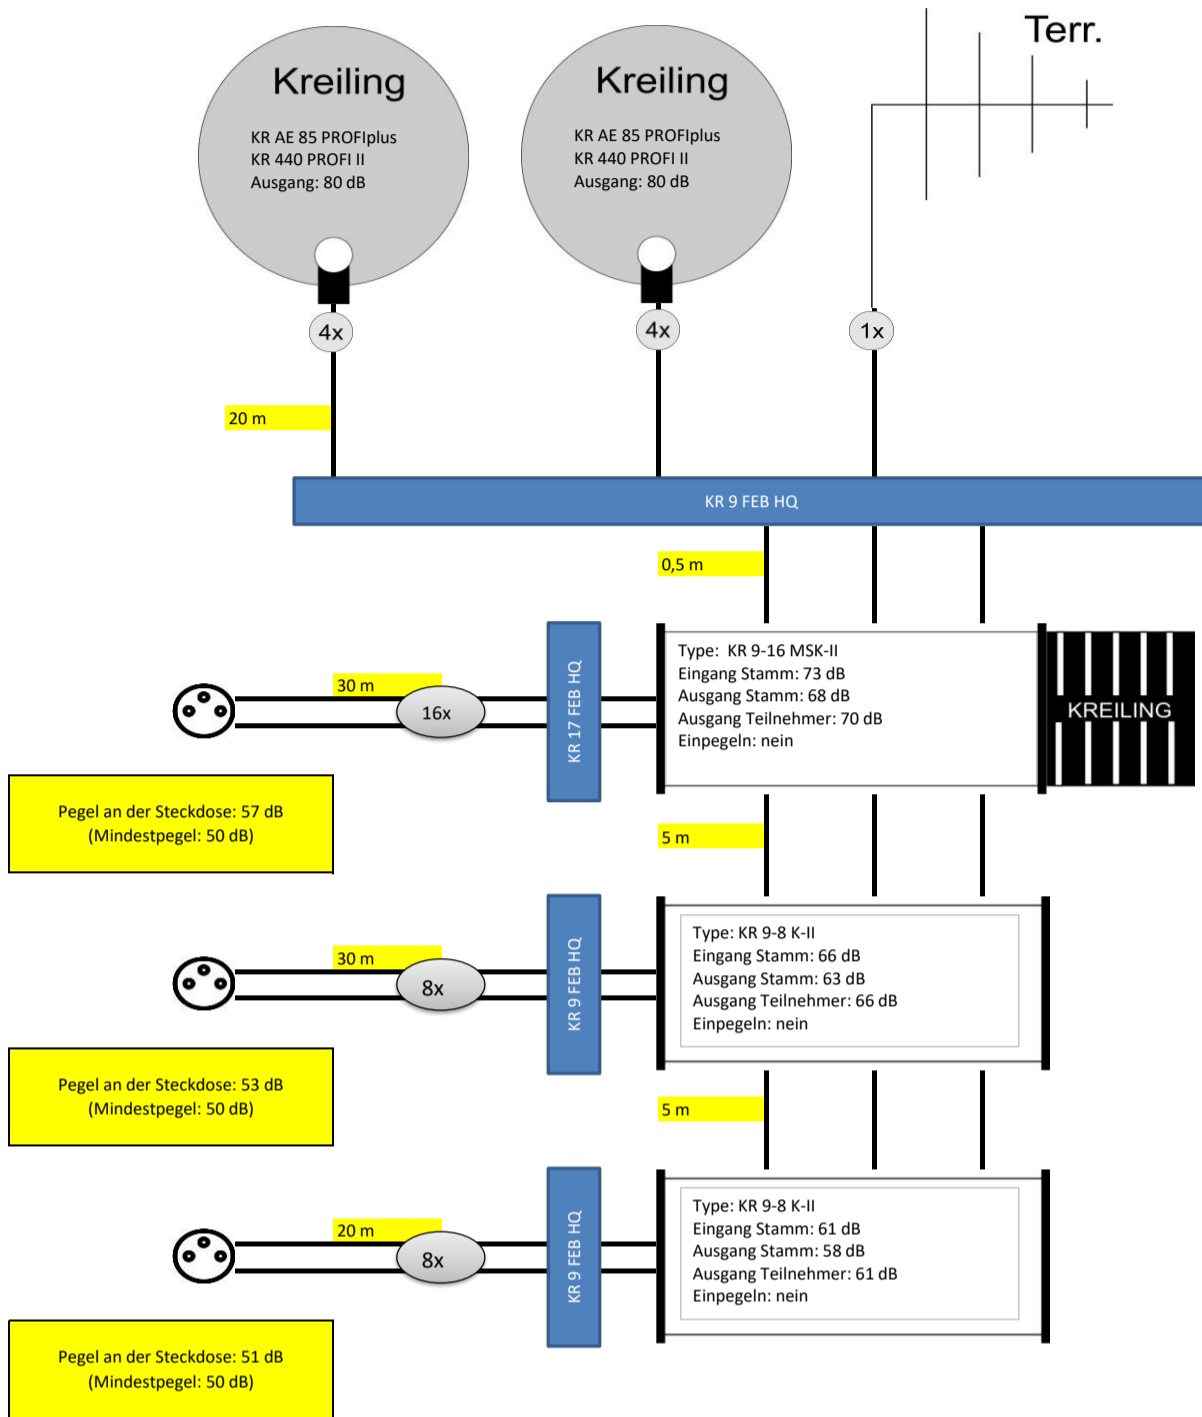 Terr.
Kreiling
KR AE 85 PROFIplus
KR 440 PROFI II
Ausgang: 80 dB
Kreiling
KR AE 85 PROFIplus
KR 440 PROFI II
Ausgang: 80 dB
4x
4x
1x
20 m
KR 9 FEB HQ
0,5 m
30 m
16x
KR 17 FEB HQ
Type:  KR 9-16 MSK-II
Eingang Stamm: 73 dB
Ausgang Stamm: 68 dB
Ausgang Teilnehmer: 70 dB
Einpegeln: nein
KREILING
Pegel an der Steckdose: 57 dB
(Mindestpegel: 50 dB)
5 m
30 m
8x
KR 9 FEB HQ
Type: KR 9-8 K-II
Eingang Stamm: 66 dB
Ausgang Stamm: 63 dB
Ausgang Teilnehmer: 66 dB
Einpegeln: nein
Pegel an der Steckdose: 53 dB
(Mindestpegel: 50 dB)
5 m
20 m
8x
KR 9 FEB HQ
Type: KR 9-8 K-II
Eingang Stamm: 61 dB
Ausgang Stamm: 58 dB
Ausgang Teilnehmer: 61 dB
Einpegeln: nein
Pegel an der Steckdose: 51 dB
(Mindestpegel: 50 dB)